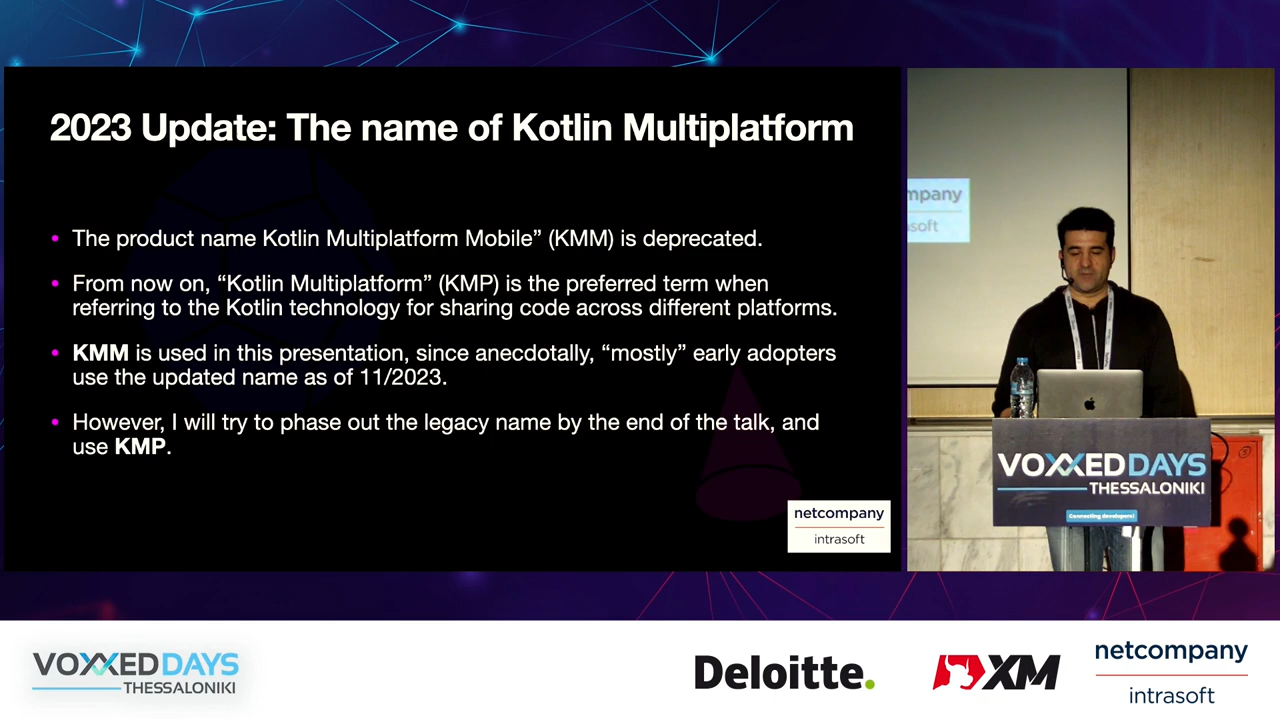 2023 Update: The name of Kotlin Multiplatform
• The product name Kotlin Multiplatform Mobile” (KMM) is deprecated.
• From now on, “Kotlin Multiplatform” (KMP) is the preferred term when
referring to the Kotlin technology for sharing code across different platforms.
• KMM is used in this presentation, since anecdotally, “mostly” early adopters
use the updated name as of 11/2023.
• However, I will try to phase out the legacy name by the end of the talk, and
use KMP.
netcompany
intrasoft
mpany
soft
VOXXED DAYS
THESSALONIKI
Connecting developers!
VOXXED DAYS
THESSALONIKI
Deloitte.
XM
netcompany
intrasoft